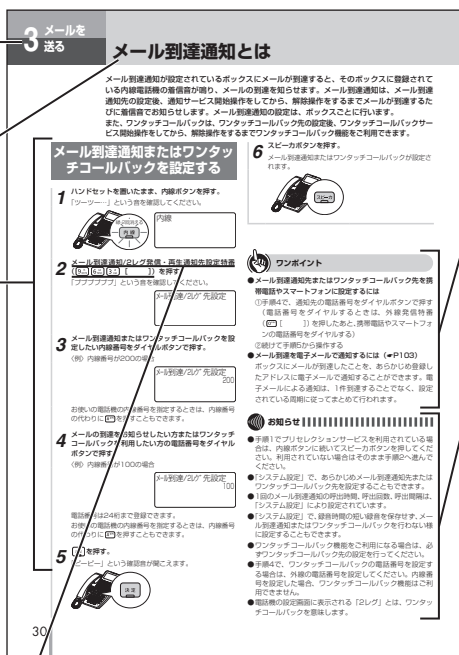 3 メールを
送る
メール到達通知とは
メール到達通知が設定されているボックスにメールが到達すると、そのボックスに登録されて
いる内線電話機の着信音が鳴り、メールの到達を知らせます。メール到達通知は、メール到達
通知先の設定後、通知サービス開始操作をしてから、解除操作をするまでメールが到達するた
びに着信音でお知らせします。メール到達通知の設定は、ボックスごとに行います。
また、ワンタッチコールバックは、ワンタッチコールバック先の設定後、ワンタッチコールバックサー
ビス開始操作をしてから、解除操作をするまでワンタッチコールバック機能をご利用できます。
メール到達通知またはワンタッ
チコールバックを設定する
1 ハンドセットを置いたまま、内線ボタンを押す。
「ツーツー…」という音を確認してください。
内線
内線
2 メール到達通知/2レグ発信・再生通知先設定特番
([9][6][3][ ])を押す
「プププププ」という音を確認してください。
メール到達/2レグ 先設定
3 メール到達通知またはワンタッチコールバックを設
定したい内線番号をダイヤルボタンで押す。
〈例〉内線番号が200の場合
メール到達/2レグ 先設定
200
お使いの電話機の内線番号を指定するときは、内線番号
の代わりに を押すこともできます。
4 メールの到達をお知らせしたい方またはワンタッチ
コールバックを利用したい方の電話番号をダイヤル
ボタンで押す
〈例〉内線番号が100の場合
メール到達/2レグ 先設定
100
電話番号は24桁まで登録できます。
お使いの電話機の内線番号を指定するときは、内線番号
の代わりに を押すこともできます。
5 を押す。
「ピーピー」という確認音が聞こえます。
決定
6 スピーカボタンを押す。
メール到達通知またはワンタッチコールバックが設定さ
れます。
スピーカ
ワンポイント
●メール到達通知先またはワンタッチコールバック先を携
帯電話やスマートフォンに設定するには
①手順4で、通知先の電話番号をダイヤルボタンで押す
(電話番号をダイヤルするときは、外線発信特番
( [ ])を押したあと、携帯電話やスマートフォ
ンの電話番号をダイヤルする)
②続けて手順5から操作する
●メール到達を電子メールで通知するには(☛P103)
ボックスにメールが到達したことを、あらかじめ登録し
たアドレスに電子メールで通知することができます。電
子メールによる通知は、1件到達するごとでなく、設定
されている周期に従ってまとめて行われます。
お知らせ
●手順1でプリセレクションサービスを利用されている場
合は、内線ボタンに続いてスピーカボタンを押してくだ
さい。利用されていない場合はそのまま手順2へ進んで
ください。
●「システム設定」で、あらかじめメール到達通知先または
ワンタッチコールバック先を設定することもできます。
●1回のメール到達通知の呼出時間、呼出回数、呼出間隔は、
「システム設定」により設定されています。
●「システム設定」で、録音時間の短い録音を保存せず、メー
ル到達通知またはワンタッチコールバックを行わない様
に設定することもできます。
●ワンタッチコールバック機能をご利用になる場合は、必
ずワンタッチコールバック先の設定を行ってください。
●手順4で、ワンタッチコールバックの電話番号を設定す
る場合は、外線の電話番号を設定してください。内線番
号を設定した場合、ワンタッチコールバック機能はご利
用できません。
●電話機の設定画面に表示される「2レグ」とは、ワンタッ
チコールバックを意味します。
30